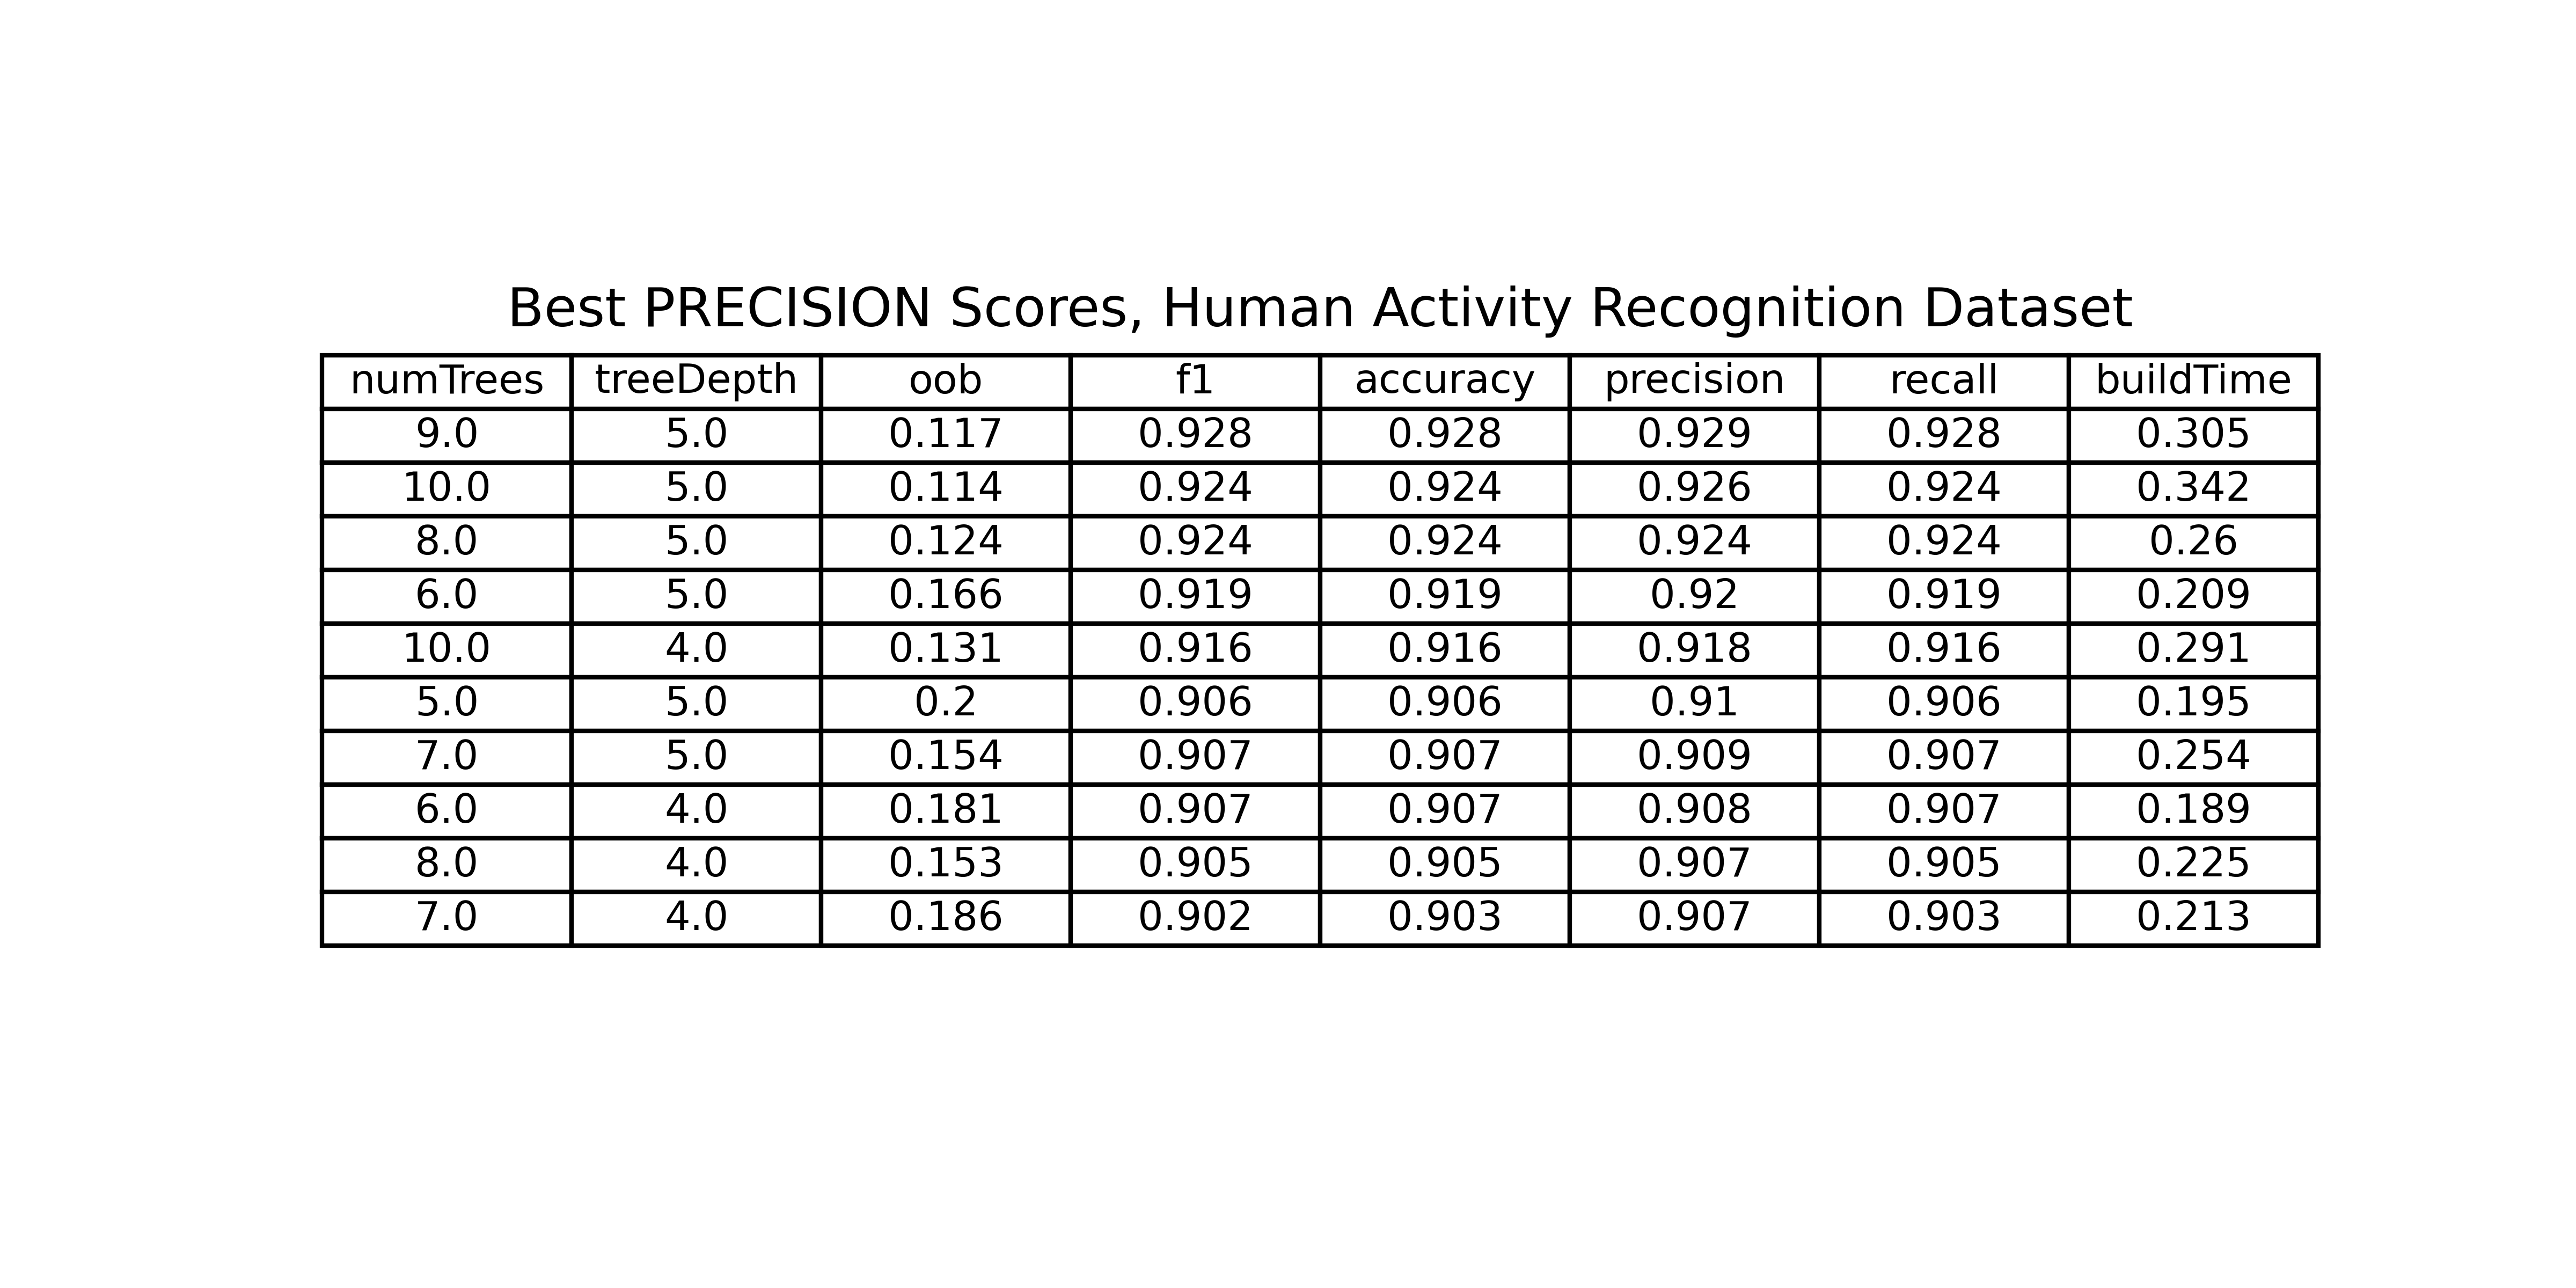 Best PRECISION Scores, Human Activity Recognition Dataset
numTrees treeDepth oob f1 accuracy precision recall buildTime
9.0 5.0 0.117 0.928 0.928 0.929 0.928 0.305
10.0 5.0 0.114 0.924 0.924 0.926 0.924 0.342
8.0 5.0 0.124 0.924 0.924 0.924 0.924 0.26
6.0 5.0 0.166 0.919 0.919 0.92 0.919 0.209
10.0 4.0 0.131 0.916 0.916 0.918 0.916 0.291
5.0 5.0 0.2 0.906 0.906 0.91 0.906 0.195
7.0 5.0 0.154 0.907 0.907 0.909 0.907 0.254
6.0 4.0 0.181 0.907 0.907 0.908 0.907 0.189
8.0 4.0 0.153 0.905 0.905 0.907 0.905 0.225
7.0 4.0 0.186 0.902 0.903 0.907 0.903 0.213